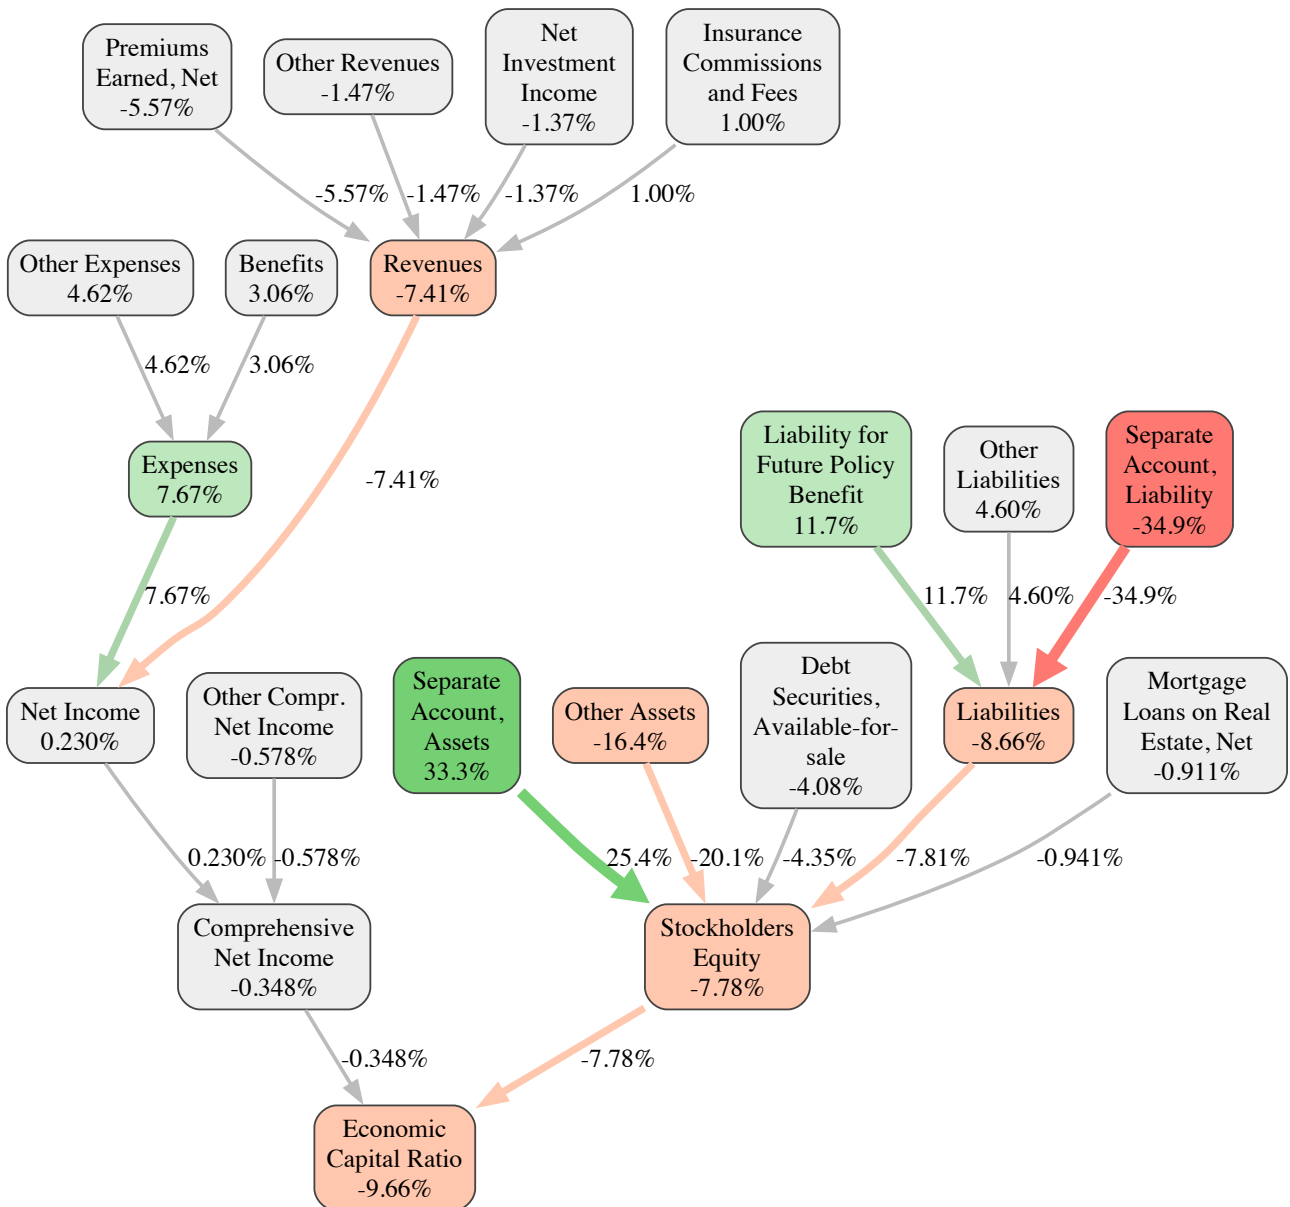 Premiums
Earned, Net
-5.57%
Other Revenues
-1.47%
Net
Investment
Income
-1.37%
Insurance
Commissions
and Fees
1.00%
-5.57%
-1.47%
-1.37%
1.00%
Other Expenses
4.62%
Benefits
3.06%
Revenues
-7.41%
4.62%
3.06%
Expenses
7.67%
-7.41%
Liability for
Future Policy
Benefit
11.7%
Other
Liabilities
4.60%
Separate
Account,
Liability
-34.9%
7.67%
11.7%
4.60%
-34.9%
Net Income
0.230%
Other Compr.
Net Income
-0.578%
Separate
Account,
Assets
33.3%
Other Assets
-16.4%
Debt
Securities,
Available-for-
sale
-4.08%
Liabilities
-8.66%
Mortgage
Loans on Real
Estate, Net
-0.911%
0.230%
-0.578%
25.4%
-20.1%
-4.35%
-7.81%
-0.941%
Comprehensive
Net Income
-0.348%
Stockholders
Equity
-7.78%
-0.348%
-7.78%
Economic
Capital Ratio
-9.66%